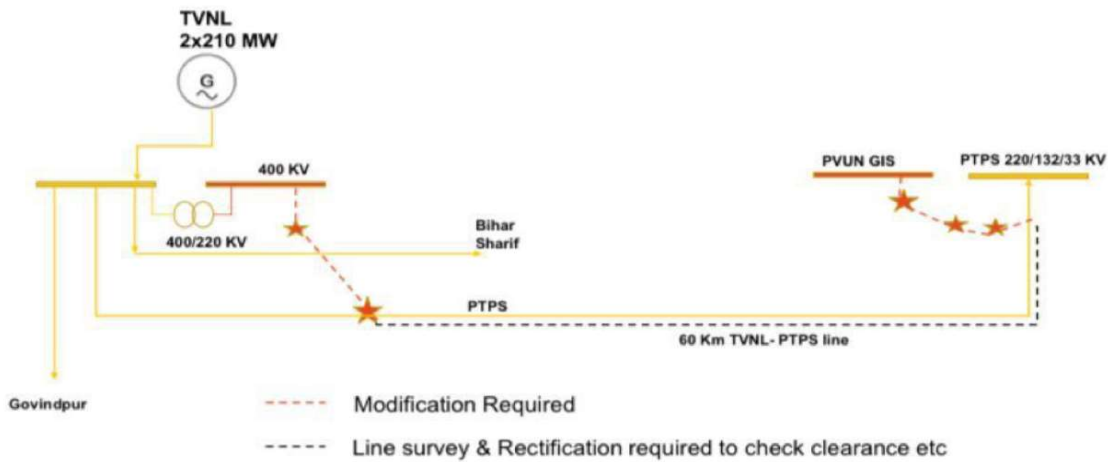 TVNL
2x210 MW
G
400 KV
PVUN GIS
PTPS 220/132/33 KV
400/220 KV
Bihar
Sharif
PTPS
60 Km TVNL- PTPS line
Govindpur
Modification Required
Line survey & Rectification required to check clearance etc